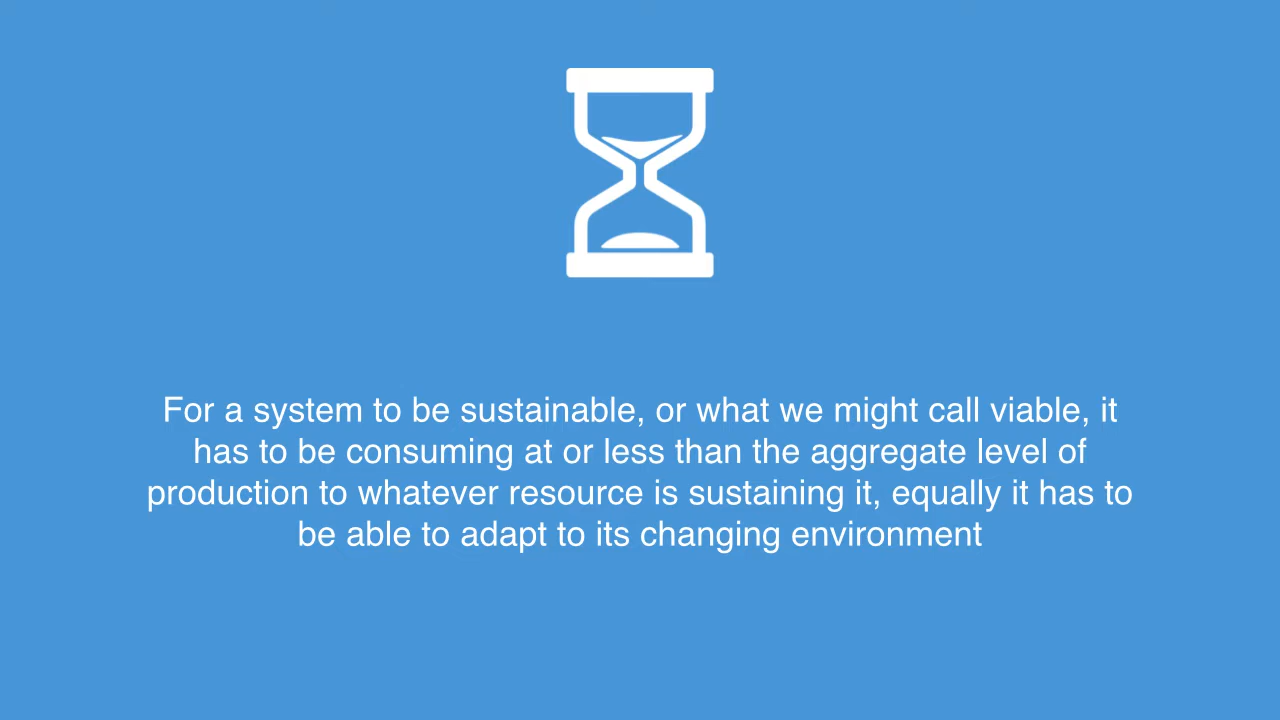 For a system to be sustainable, or what we might call viable, it
has to be consuming at or less than the aggregate level of
production to whatever resource is sustaining it, equally it has to
be able to adapt to its changing environment